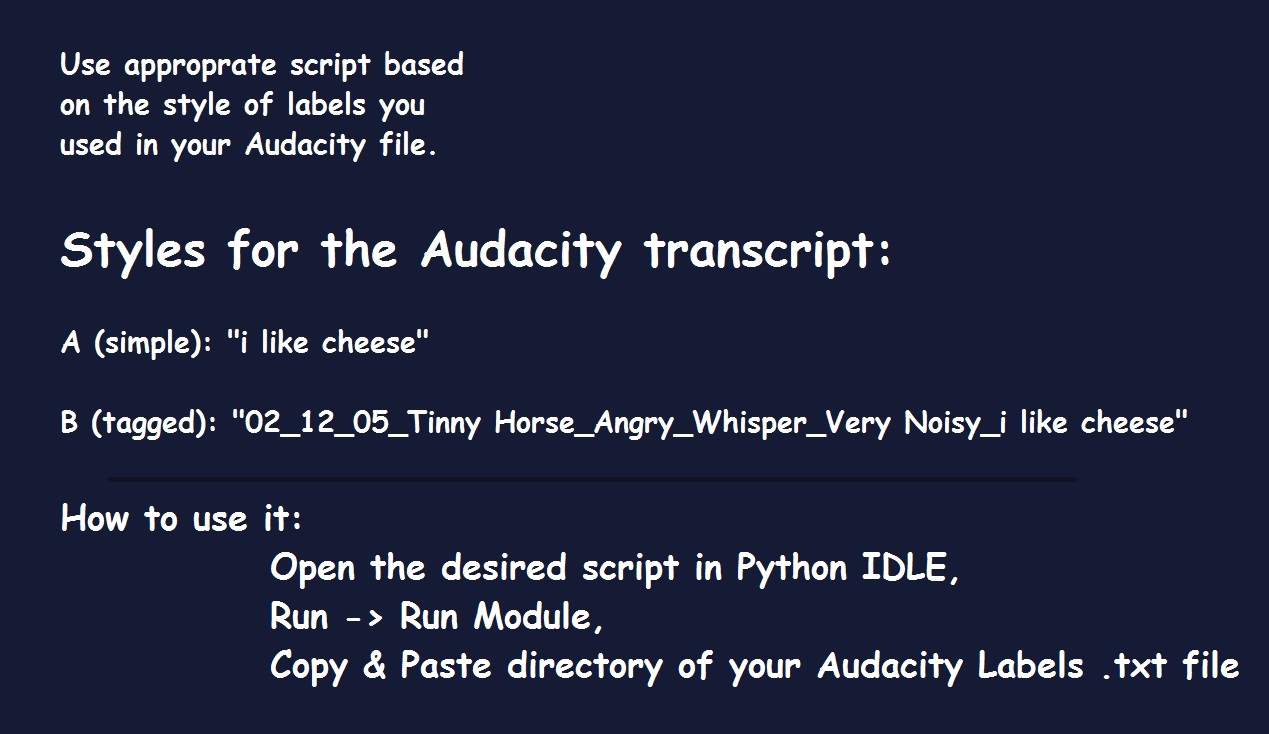 Use approprate script based
on the style of labels you
used in your Audacity file.
Styles for the Audacity transcript:
A (simple): "i like cheese"
B (tagged): "02_12_05_Tinny Horse_Angry_Whisper_Very Noisy_i like cheese"
How to use it:
Open the desired script in Python IDLE,
Run -> Run Module,
Copy & Paste directory of your Audacity Labels .txt file